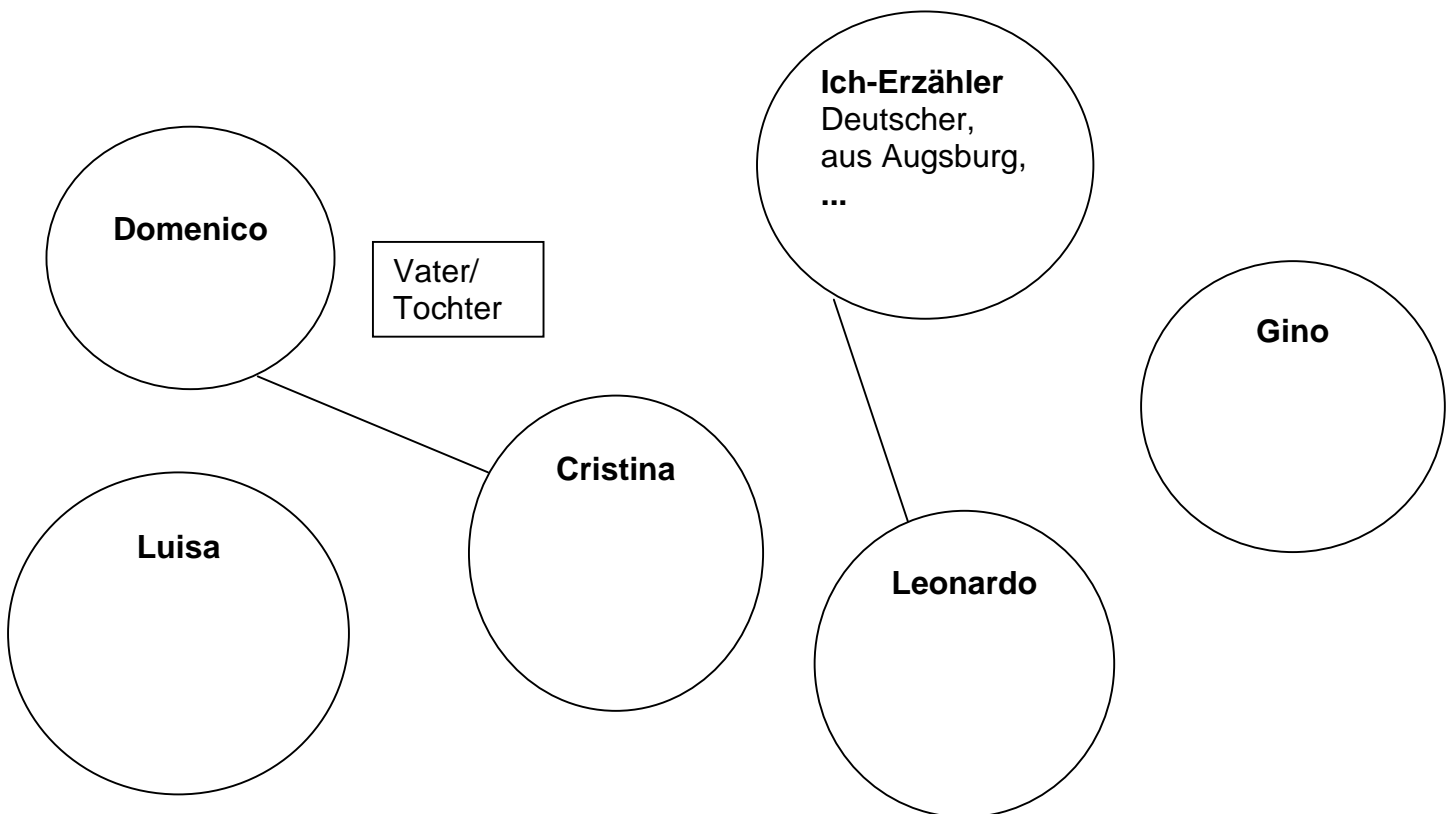 Ich-Erzähler
Deutscher,
aus Augsburg,
...
Domenico
Vater/
Tochter
Gino
Cristina
Luisa
Leonardo